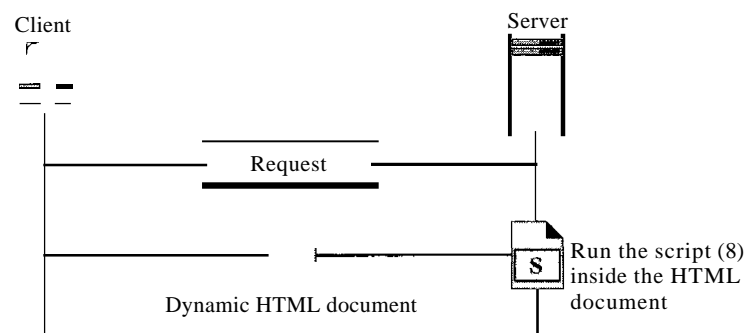 Client
Server
Request
S
Run the script (8)
inside the HTML
document
Dynamic HTML document